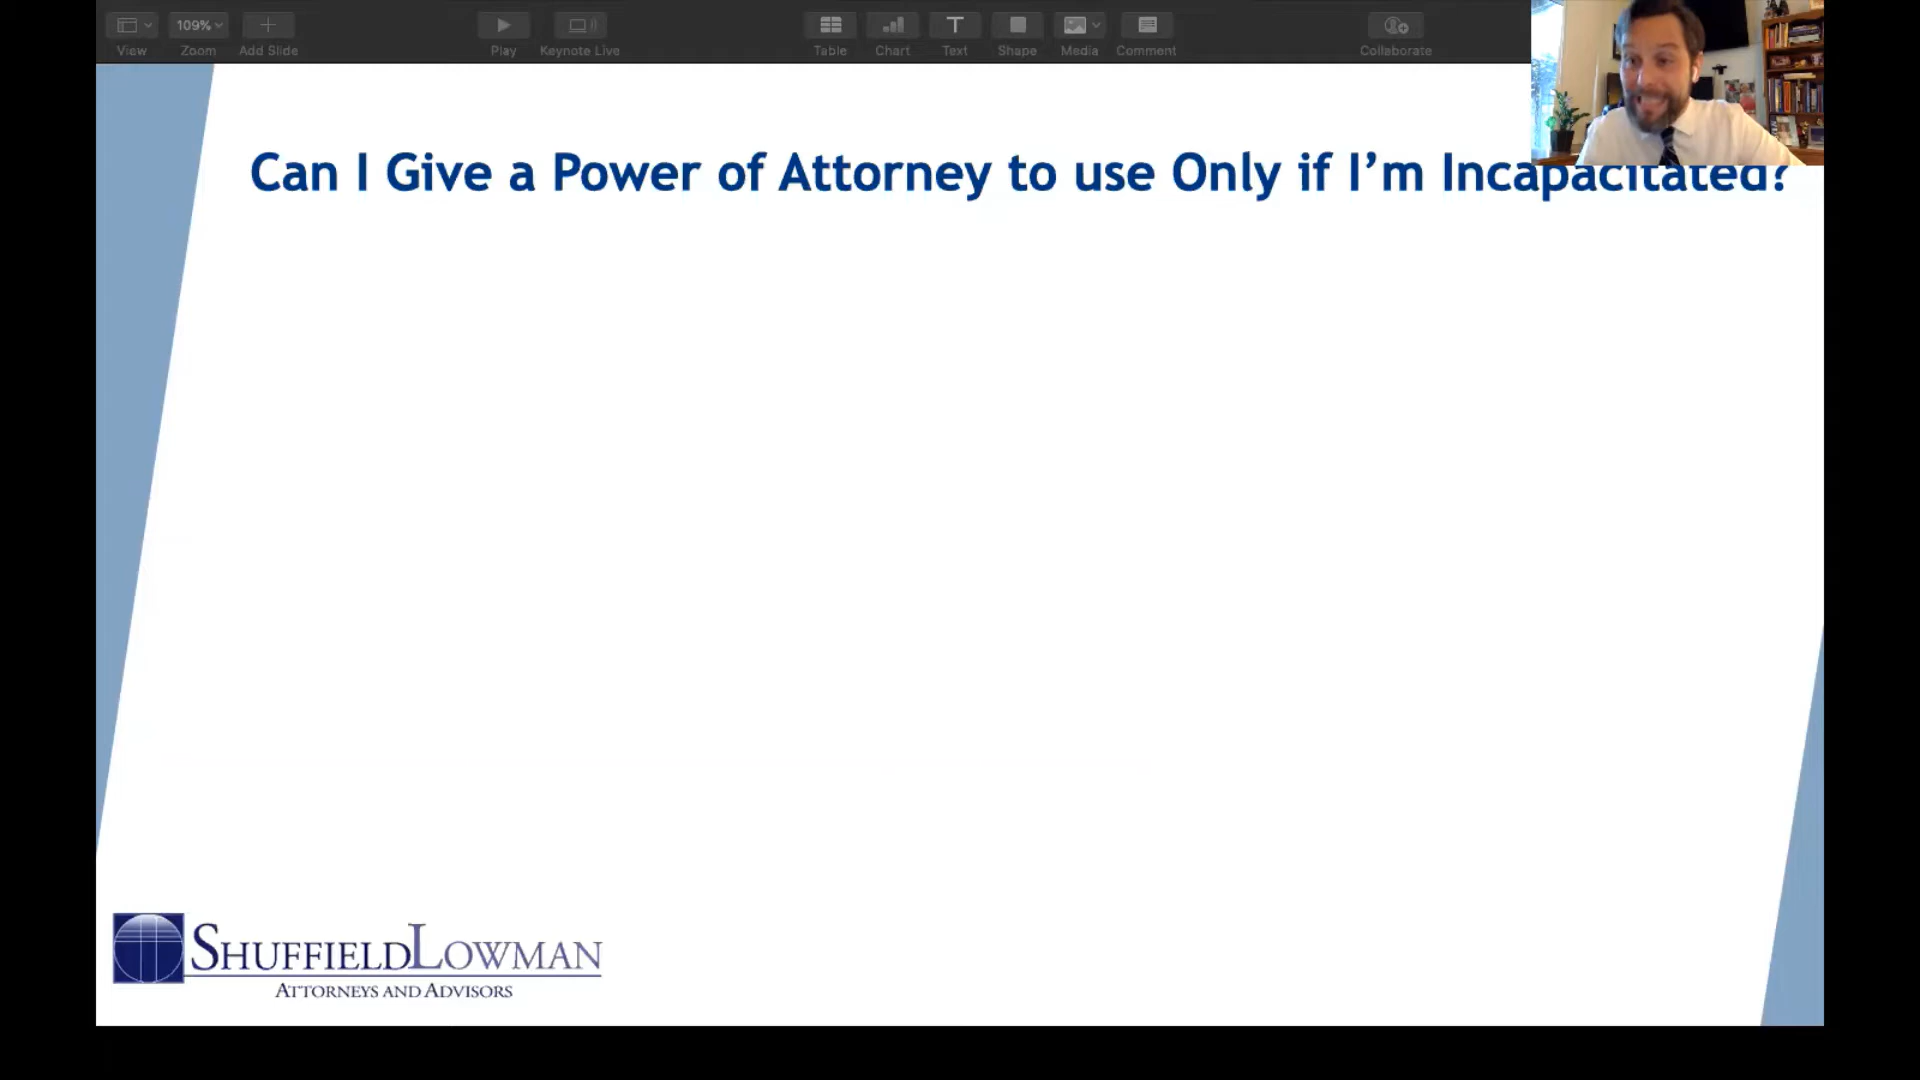 109%
View Zoom Add Slide Play Keynote Live Table Chart Text Shape Media Comment Collaborate
Can I Give a Power of Attorney to use Only if I’m Incapacitated?
SHUFFIELDLOWMAN
ATTORNEYS AND ADVISORS